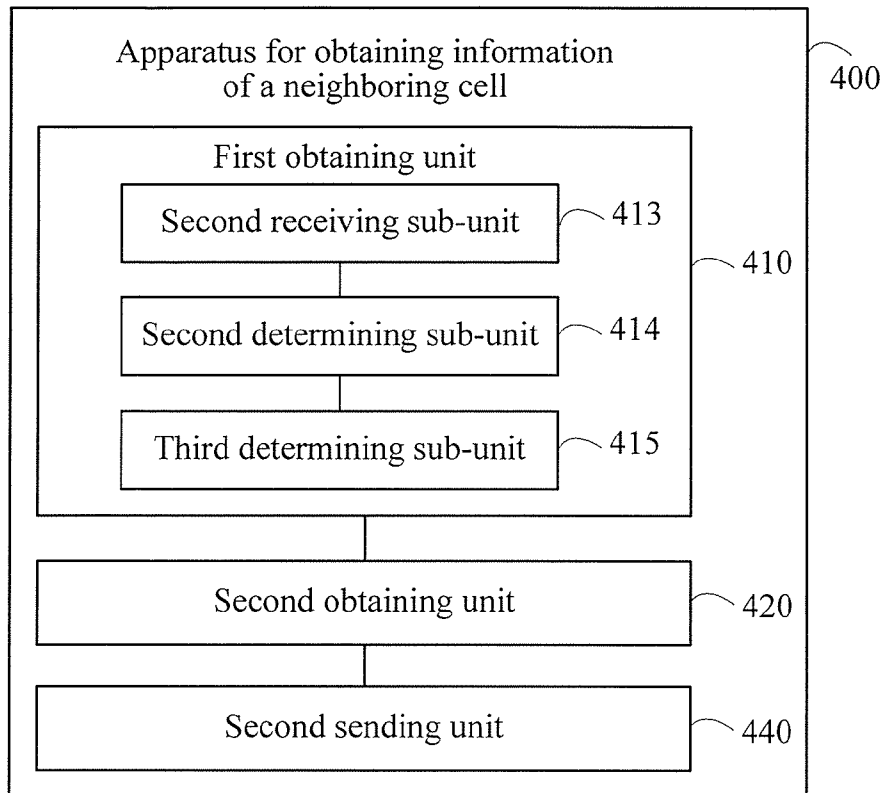 Apparatus for obtaining information
of a neighboring cell
400
First obtaining unit
Second receiving sub-unit
413
410
Second determining sub-unit
414
Third determining sub-unit
415
Second obtaining unit
420
Second sending unit
440